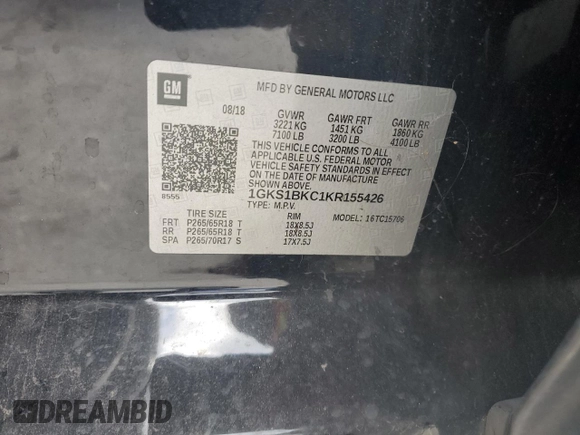 GM
MFD BY GENERAL MOTORS LLC
08/18 GVWR GAWR FRT GAWR RR
3221 KG 1451 KG 1860 KG
7100 LB 3200 LB 4100 LB
THIS VEHICLE CONFORMS TO ALL
APPLICABLE U.S. FEDERAL MOTOR
VEHICLE SAFETY STANDARDS IN
EFFECT ON THE DATE OF
MANUFACTURE SHOWN ABOVE.
8555 1GKS1BKC1KR155426
TYPE: M.P.V. MODEL: 16TC15706
TIRE SIZE RIM
FRT P265/65R18 T 18X8.5J
RR P265/65R18 T 18X8.5J
SPA P265/70R17 S 17X7.5J
DREAMBID